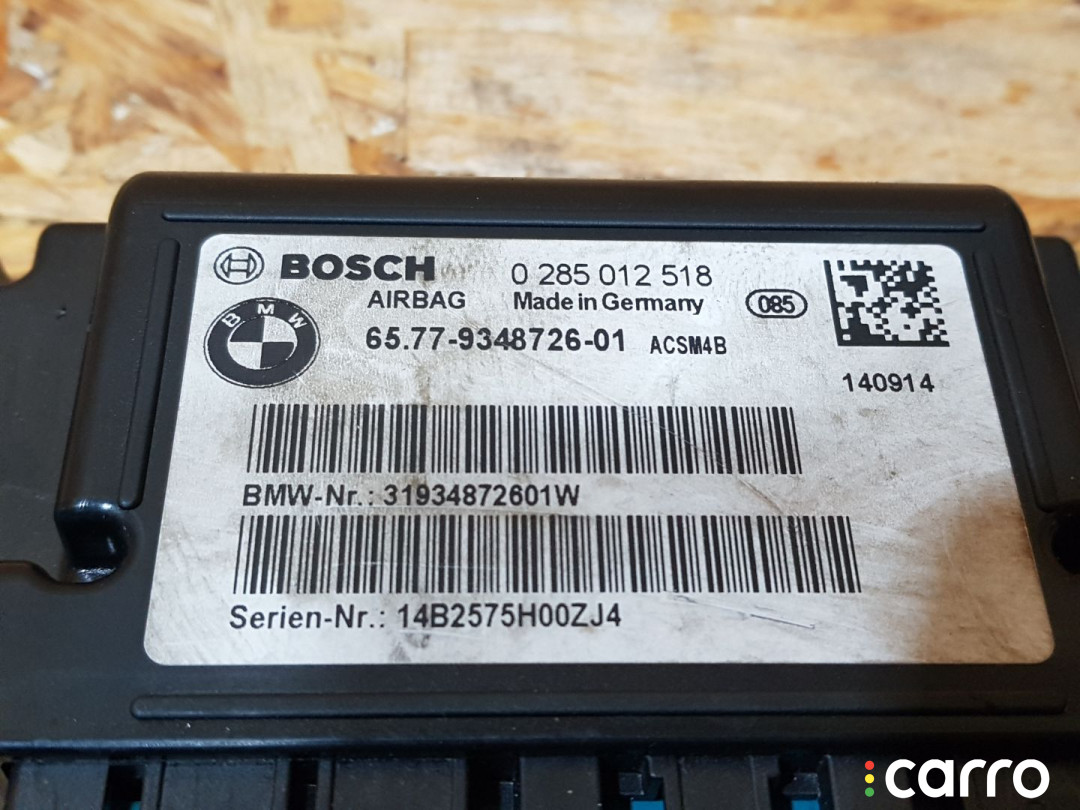 BOSCH 0 285 012 518
AIRBAG Made in Germany 085
BMW
65.77-9348726-01 ACSM4B
140914
BMW-Nr.: 31934872601W
Serien-Nr.: 14B2575H00ZJ4
carro